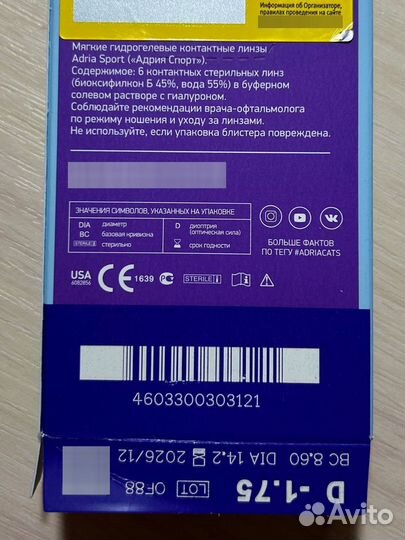 Информация об Организаторе,
правилах проведения на сайте
Мягкие гидрогелевые контактные линзы
Adria Sport («Адрия Спорт»).
Содержимое: 6 контактных стерильных линз
(биоксифилкон Б 45%, вода 55%) в буферном
солевом растворе с гиалуроном.
Соблюдайте рекомендации врача-офтальмолога
по режиму ношения и уходу за линзами.
Не используйте, если упаковка блистера повреждена.
ЗНАЧЕНИЯ СИМВОЛОВ, УКАЗАННЫХ НА УПАКОВКЕ
DIA диаметр D диоптрия
BC базовая кривизна (оптическая сила)
STERILE стерильно срок годности
БОЛЬШЕ ФАКТОВ
ПО ТЕГУ #ADRIACATS
USA
6082856
CE 1639 STERILE
4603300303121
BC 8.60 DIA 14.2 2026/12
D -1.75
LOT OF88
Avito